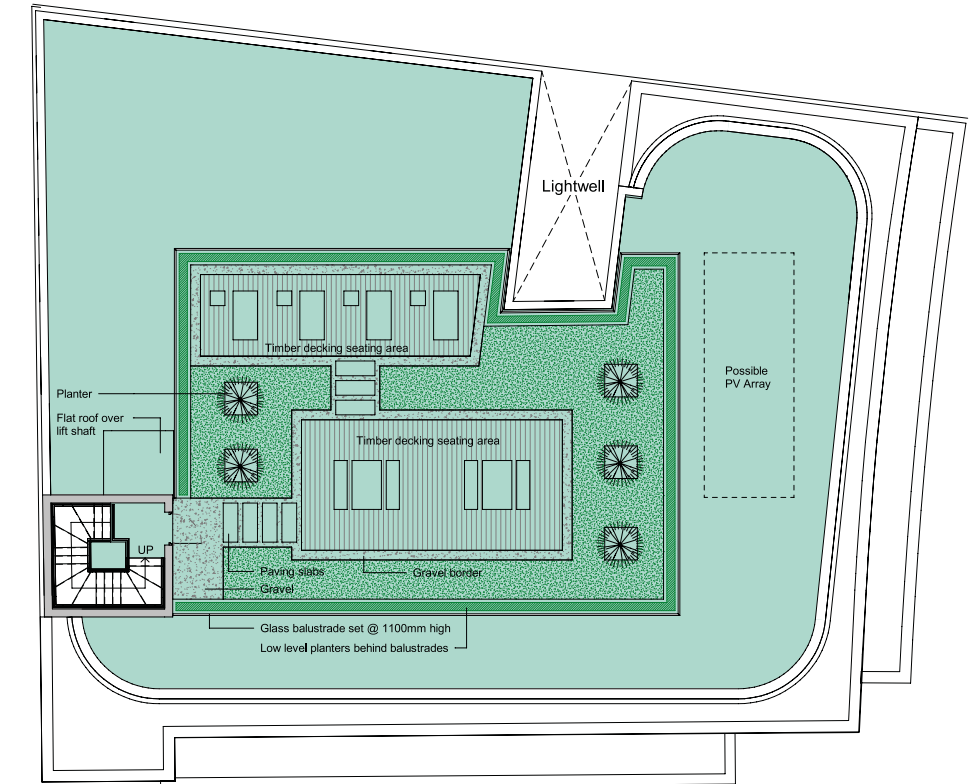 Lightwell
Timber decking seating area
Possible
PV Array
Planter
Flat roof over
lift shaft
Timber decking seating area
UP
Paving slabs
Gravel border
Gravel
Glass balustrade set @ 1100mm high
Low level planters behind balustrades